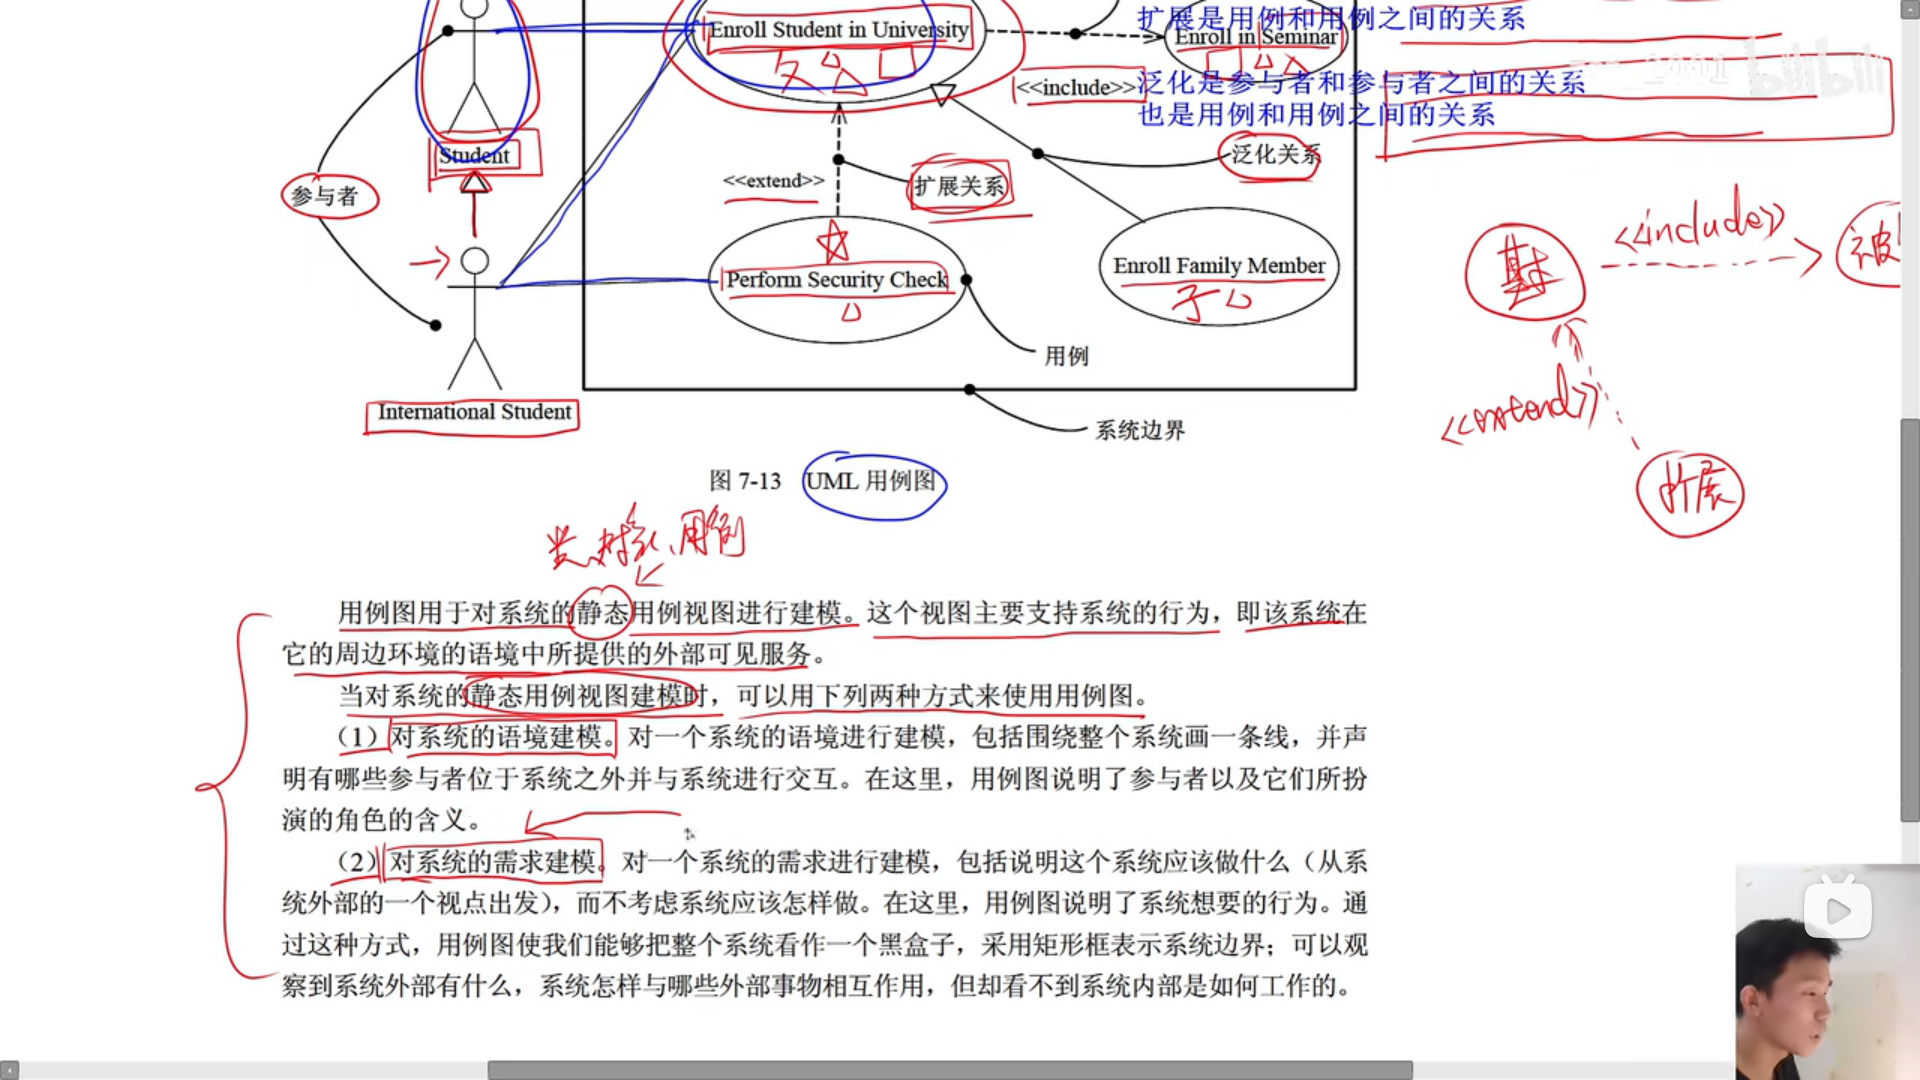 扩展是用例和用例之间的关系
Enroll Student in University
Enroll in Seminar
父
<<include>>
泛化是参与者和参与者之间的关系
也是用例和用例之间的关系
bilibili
Student
泛化关系
<<extend>>
扩展关系
参与者
<<include>>
基本
被
Perform Security Check
Enroll Family Member
子
用例
International Student
系统边界
<<extend>>
扩展
图 7-13 UML 用例图
类、对象、用例
用例图用于对系统的静态用例视图进行建模。这个视图主要支持系统的行为，即该系统在
它的周边环境的语境中所提供的外部可见服务。
当对系统的静态用例视图建模时，可以用下列两种方式来使用用例图。
（1）对系统的语境建模。对一个系统的语境进行建模，包括围绕整个系统画一条线，并声
明有哪些参与者位于系统之外并与系统进行交互。在这里，用例图说明了参与者以及它们所扮
演的角色的含义。
（2）对系统的需求建模。对一个系统的需求进行建模，包括说明这个系统应该做什么（从系
统外部的一个视点出发），而不考虑系统应该怎样做。在这里，用例图说明了系统想要的行为。通
过这种方式，用例图使我们能够把整个系统看作一个黑盒子，采用矩形框表示系统边界；可以观
察到系统外部有什么，系统怎样与哪些外部事物相互作用，但却看不到系统内部是如何工作的。